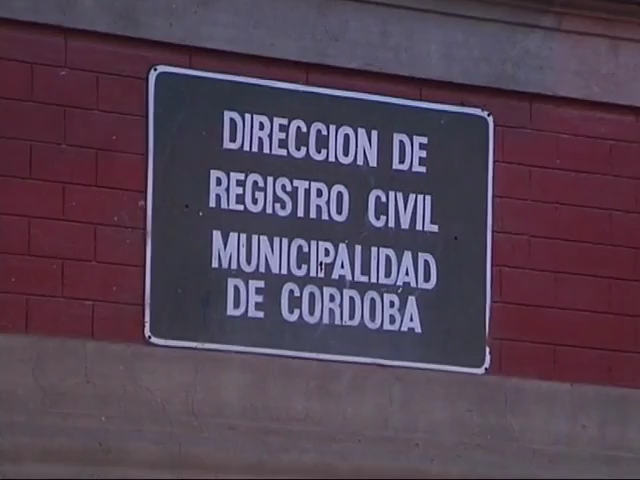 DIRECCION DE
REGISTRO CIVIL
MUNICIPALIDAD
DE CORDOBA